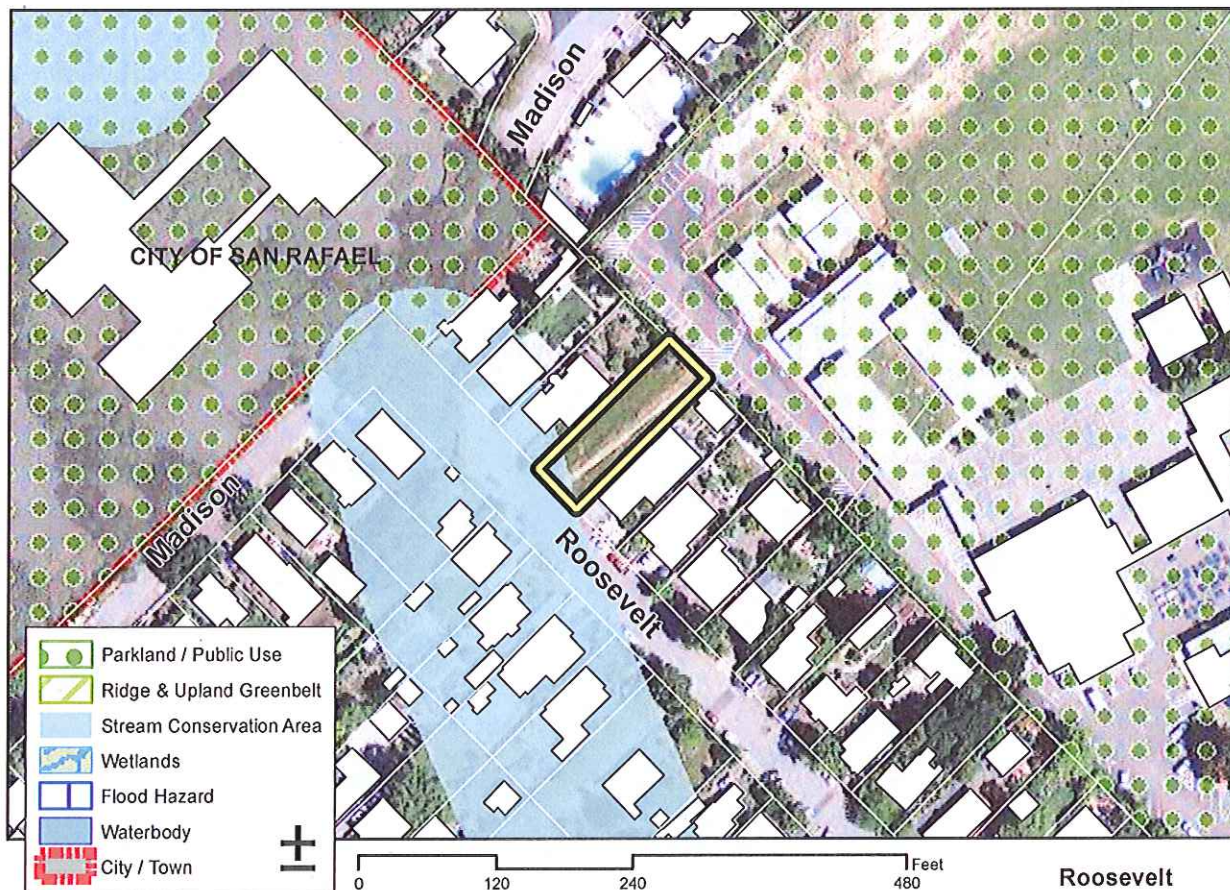 Madison
CITY OF SAN RAFAEL
Madison
Roosevelt
Parkland / Public Use
Ridge & Upland Greenbelt
Stream Conservation Area
Wetlands
Flood Hazard
Waterbody
City / Town
Feet
0 120 240 480
Roosevelt